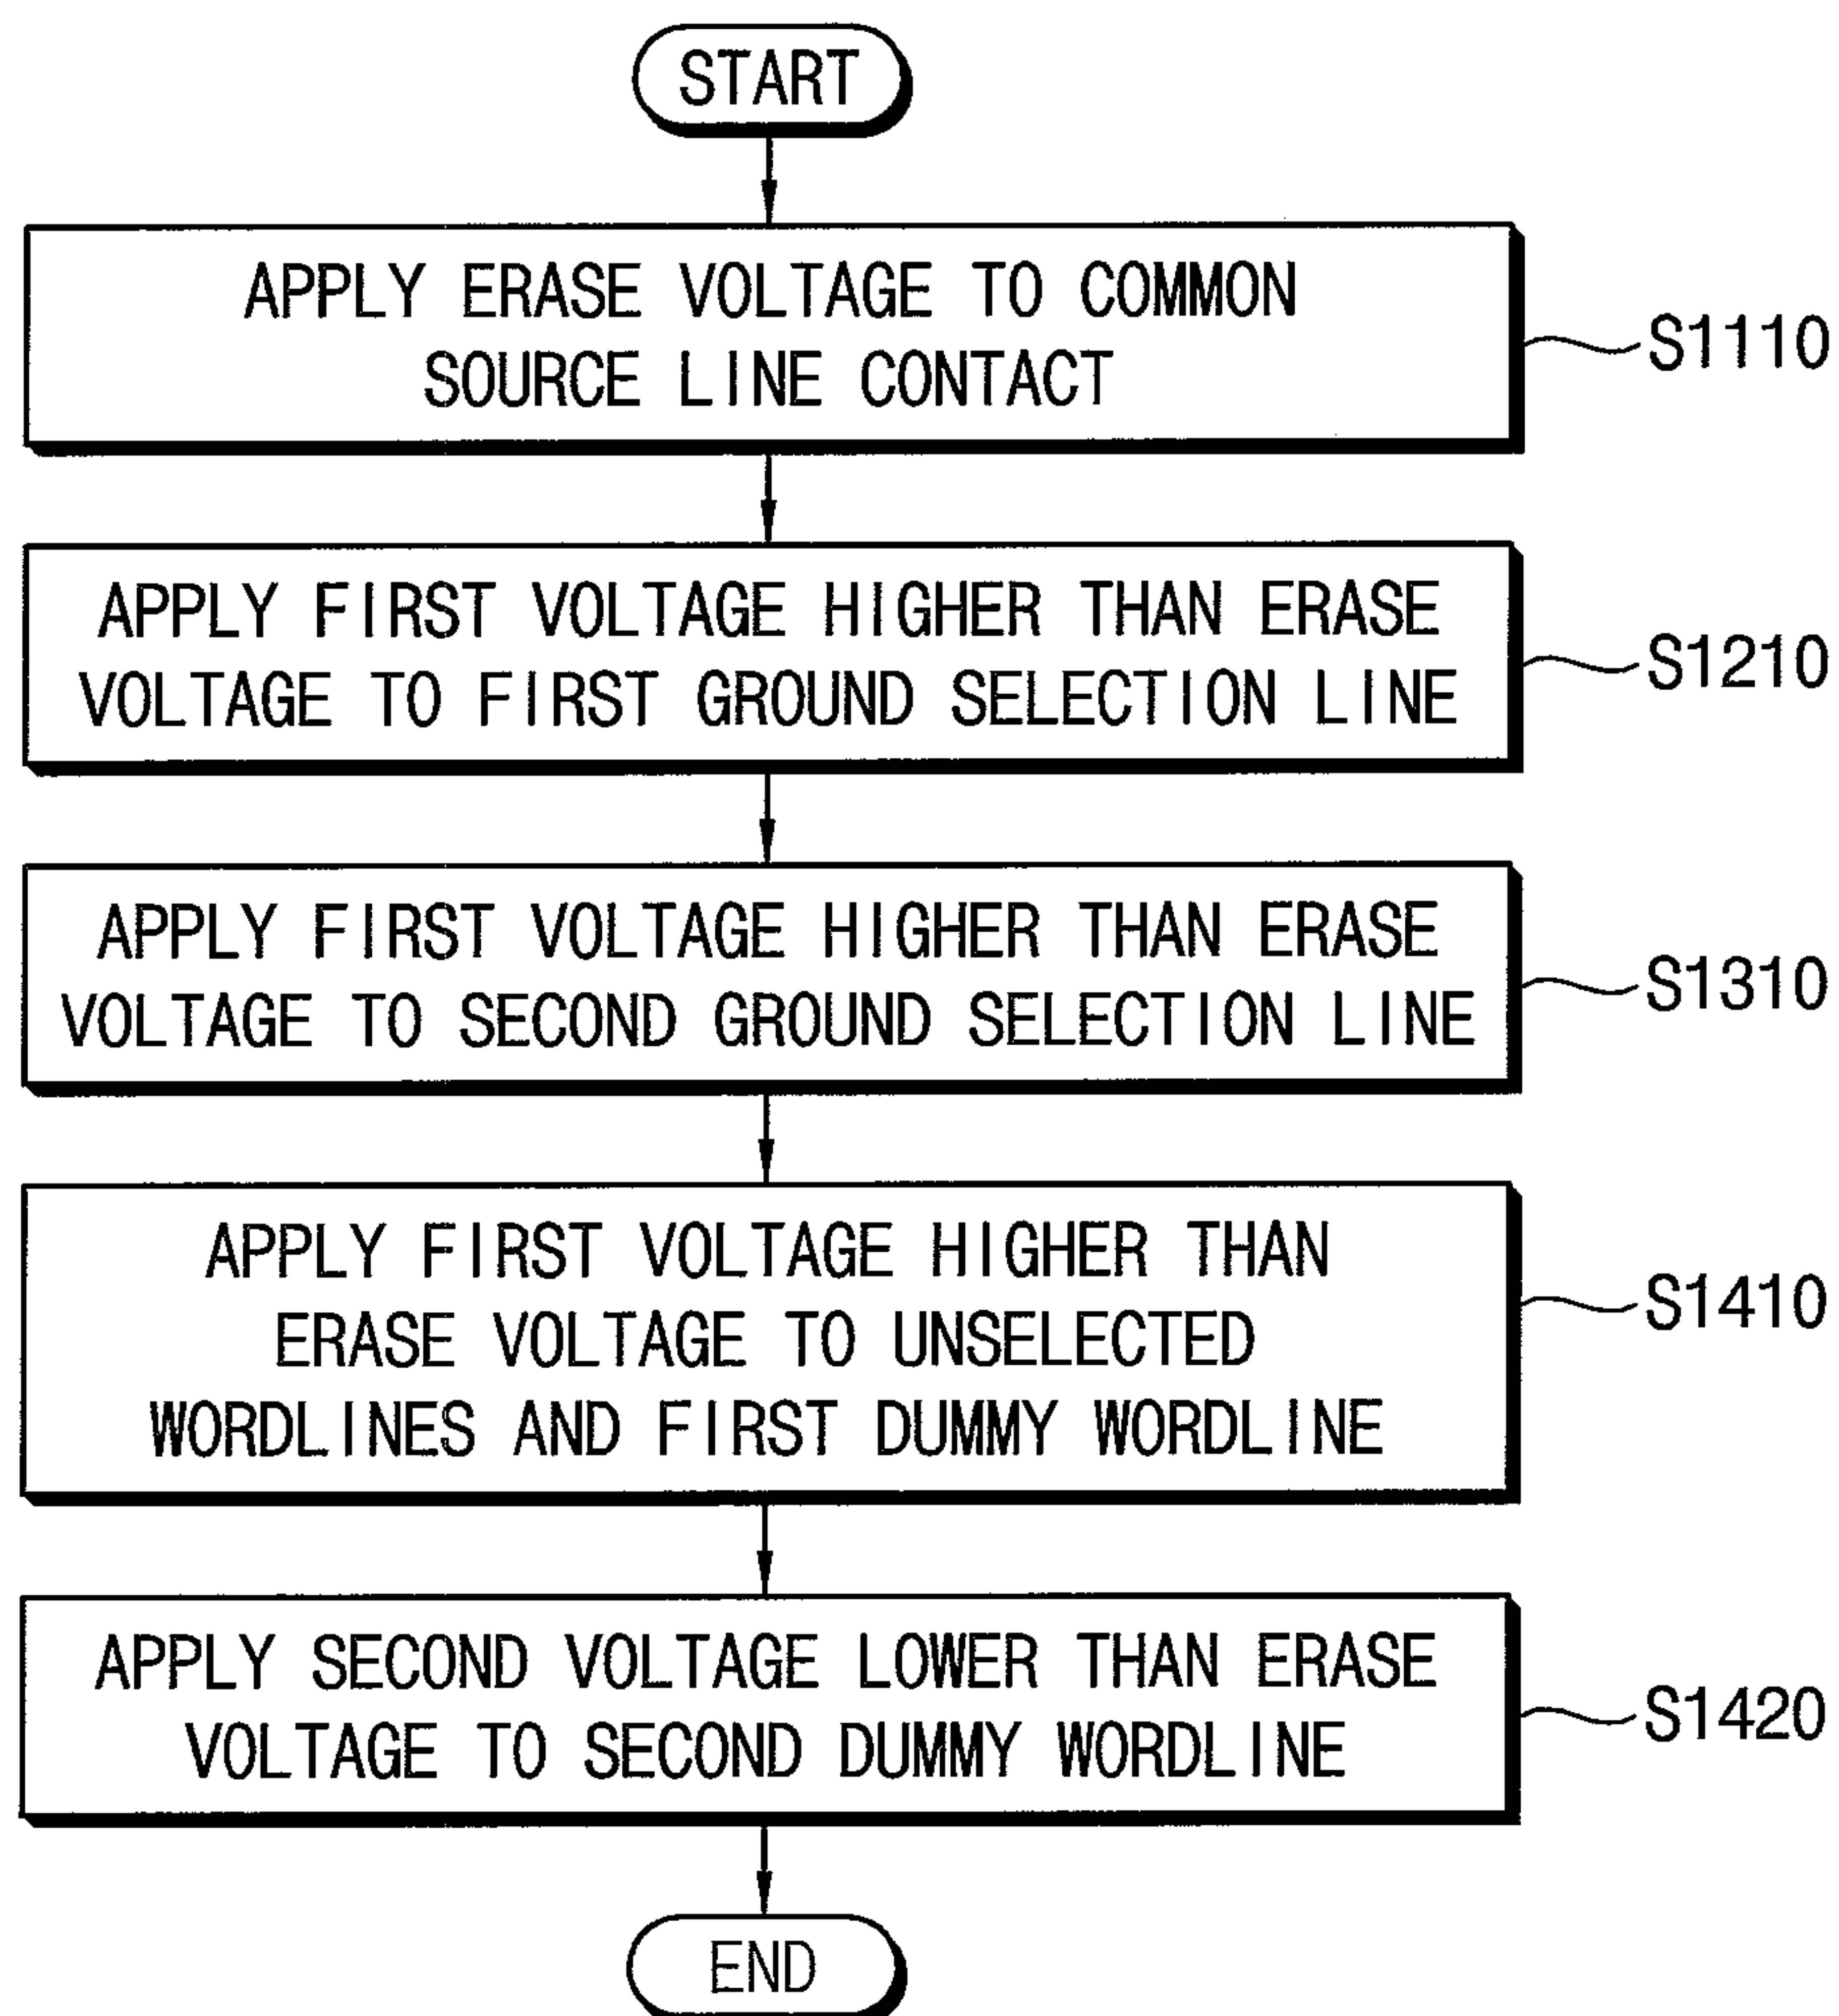 START
APPLY ERASE VOLTAGE TO COMMON
SOURCE LINE CONTACT
S1110
APPLY FIRST VOLTAGE HIGHER THAN ERASE
VOLTAGE TO FIRST GROUND SELECTION LINE
S1210
APPLY FIRST VOLTAGE HIGHER THAN ERASE
VOLTAGE TO SECOND GROUND SELECTION LINE
S1310
APPLY FIRST VOLTAGE HIGHER THAN
ERASE VOLTAGE TO UNSELECTED
WORDLINES AND FIRST DUMMY WORDLINE
S1410
APPLY SECOND VOLTAGE LOWER THAN ERASE
VOLTAGE TO SECOND DUMMY WORDLINE
S1420
END